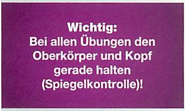 Wichtig:
Bei allen Übungen den
Oberkörper und Kopf
gerade halten
(Spiegelkontrolle)!